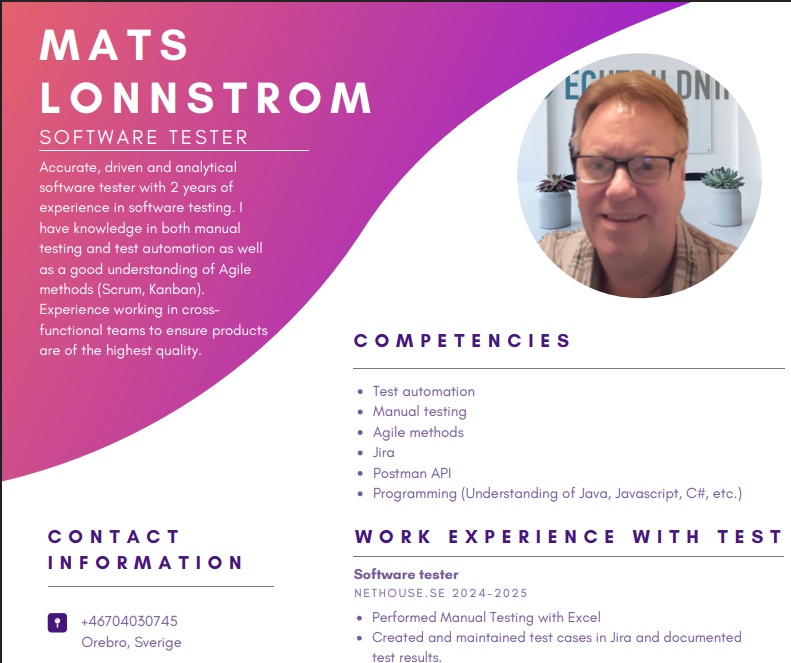 MATS
LONNSTROM
SOFTWARE TESTER
Accurate, driven and analytical
software tester with 2 years of
experience in software testing. I
have knowledge in both manual
testing and test automation as well
as a good understanding of Agile
methods (Scrum, Kanban).
Experience working in cross-
functional teams to ensure products
are of the highest quality.
CONTACT
INFORMATION
+46704030745
Orebro, Sverige
COMPETENCIES
Test automation
Manual testing
Agile methods
Jira
Postman API
Programming (Understanding of Java, Javascript, C#, etc.)
WORK EXPERIENCE WITH TEST
Software tester
NETHOUSE.SE 2024-2025
Performed Manual Testing with Excel
Created and maintained test cases in Jira and documented
test results.